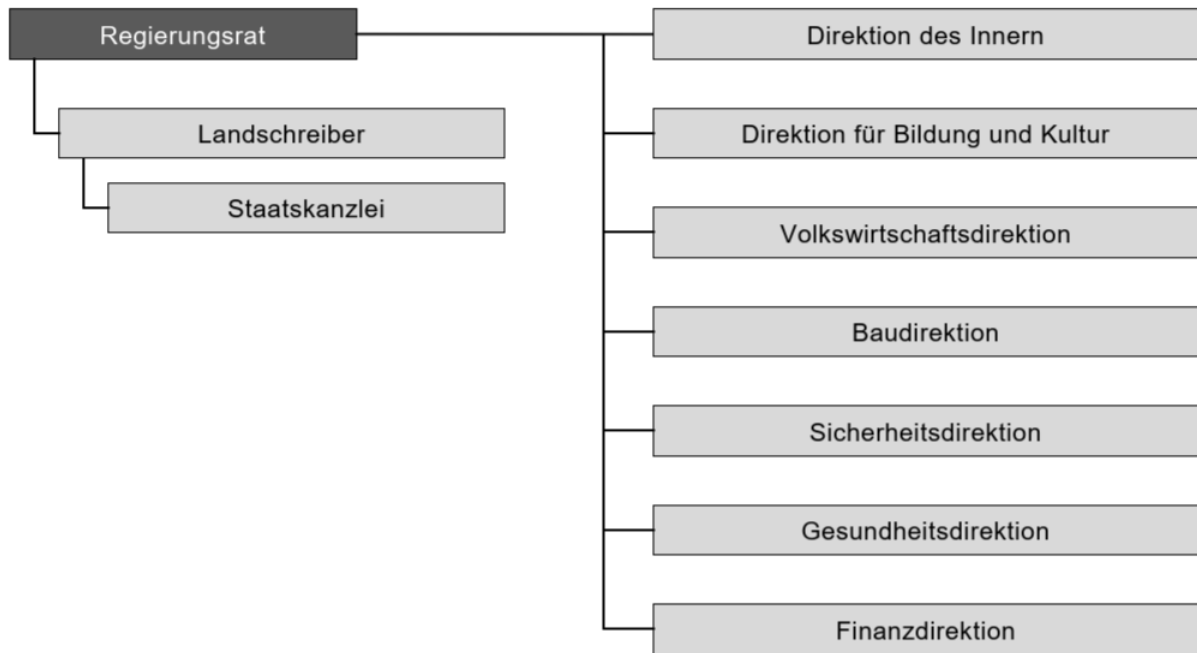 Regierungsrat
Landschreiber
Staatskanzlei
Direktion des Innern
Direktion für Bildung und Kultur
Volkswirtschaftsdirektion
Baudirektion
Sicherheitsdirektion
Gesundheitsdirektion
Finanzdirektion